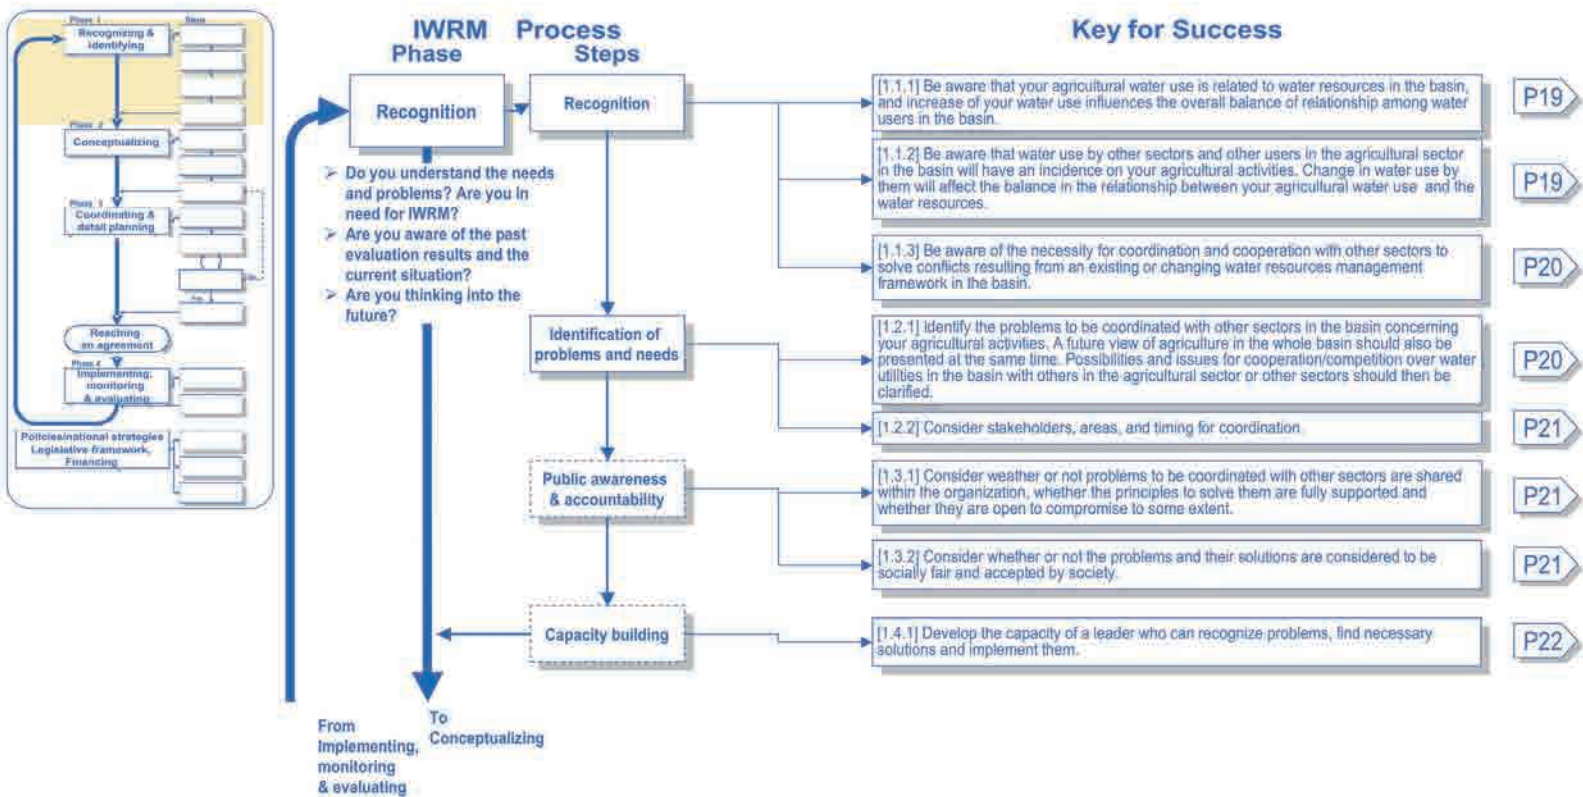 Phase 1
Steps
Recognizing &
identifying
Phase 2
Conceptualizing
Phase 3
Coordinating &
detail planning
Reaching
an agreement
Phase 4
Implementing,
monitoring
& evaluating
Policies/national strategies
Legislative framework,
Financing
IWRM Process
Phase
Steps
Key for Success
Recognition
➢ Do you understand the needs
and problems? Are you in
need for IWRM?
➢ Are you aware of the past
evaluation results and the
current situation?
➢ Are you thinking into the
future?
From
Implementing,
monitoring
& evaluating
To
Conceptualizing
Recognition
Identification of
problems and needs
Public awareness
& accountability
Capacity building
[1.1.1] Be aware that your agricultural water use is related to water resources in the basin,
and increase of your water use influences the overall balance of relationship among water
users in the basin.
P19
[1.1.2] Be aware that water use by other sectors and other users in the agricultural sector
in the basin will have an incidence on your agricultural activities. Change in water use by
them will affect the balance in the relationship between your agricultural water use and the
water resources.
P19
[1.1.3] Be aware of the necessity for coordination and cooperation with other sectors to
solve conflicts resulting from an existing or changing water resources management
framework in the basin.
P20
[1.2.1] Identify the problems to be coordinated with other sectors in the basin concerning
your agricultural activities. A future view of agriculture in the whole basin should also be
presented at the same time. Possibilities and issues for cooperation/competition over water
utilities in the basin with others in the agricultural sector or other sectors should then be
clarified.
P20
[1.2.2] Consider stakeholders, areas, and timing for coordination
P21
[1.3.1] Consider weather or not problems to be coordinated with other sectors are shared
within the organization, whether the principles to solve them are fully supported and
whether they are open to compromise to some extent.
P21
[1.3.2] Consider whether or not the problems and their solutions are considered to be
socially fair and accepted by society.
P21
[1.4.1] Develop the capacity of a leader who can recognize problems, find necessary
solutions and implement them.
P22